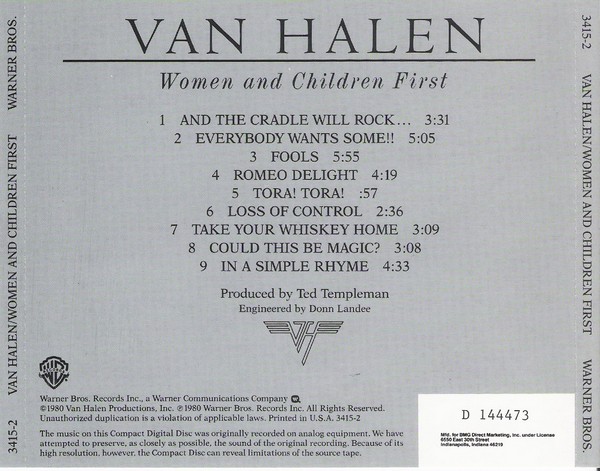 VAN HALEN
Women and Children First
1 AND THE CRADLE WILL ROCK... 3:31
2 EVERYBODY WANTS SOME!! 5:05
3 FOOLS 5:55
4 ROMEO DELIGHT 4:19
5 TORA! TORA! :57
6 LOSS OF CONTROL 2:36
7 TAKE YOUR WHISKEY HOME 3:09
8 COULD THIS BE MAGIC? 3:08
9 IN A SIMPLE RHYME 4:33
Produced by Ted Templeman
Engineered by Donn Landee
VH
WB
Warner Bros. Records Inc., a Warner Communications Company
©1980 Van Halen Productions, Inc. ℗1980 Warner Bros. Records Inc. All Rights Reserved.
Unauthorized duplication is a violation of applicable laws. Printed in U.S.A. 3415-2
The music on this Compact Digital Disc was originally recorded on analog equipment. We have
attempted to preserve, as closely as possible, the sound of the original recording. Because of its
high resolution, however, the Compact Disc can reveal limitations of the source tape.
D 144473
Mfd. for BMG Direct Marketing, Inc. under License
6550 East 30th Street
Indianapolis, Indiana 46219
3415-2 VAN HALEN/WOMEN AND CHILDREN FIRST WARNER BROS.
3415-2 VAN HALEN/WOMEN AND CHILDREN FIRST WARNER BROS.